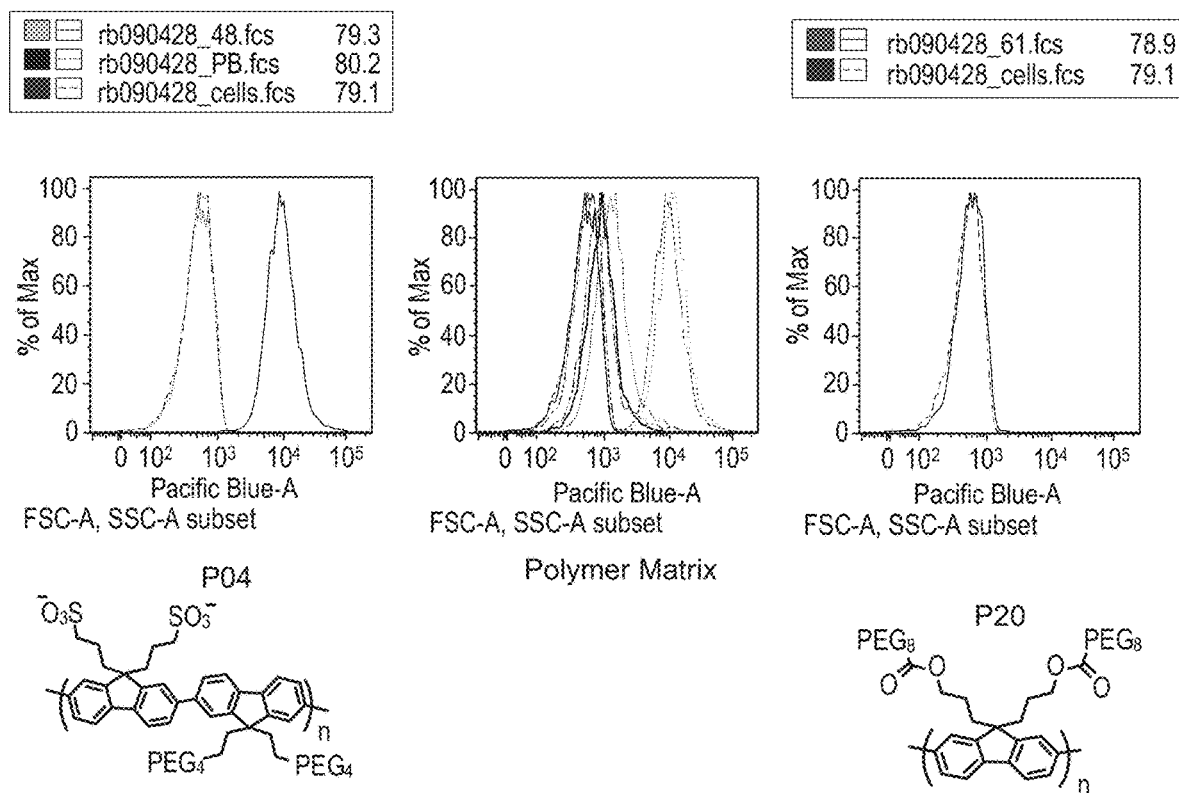 rb090428_48.fcs 79.3
rb090428_PB.fcs 80.2
rb090428_cells.fcs 79.1
rb090428_61.fcs 78.9
rb090428_cells.fcs 79.1
% of Max
100
80
60
40
20
0
0 10² 10³ 10⁴ 10⁵
Pacific Blue-A
FSC-A, SSC-A subset
% of Max
100
80
60
40
20
0
0 10² 10³ 10⁴ 10⁵
Pacific Blue-A
FSC-A, SSC-A subset
% of Max
100
80
60
40
20
0
0 10² 10³ 10⁴ 10⁵
Pacific Blue-A
FSC-A, SSC-A subset
Polymer Matrix
P04
⁻O₃S SO₃⁻
n
PEG₄ PEG₄
P20
PEG₈ PEG₈
O O O O
n